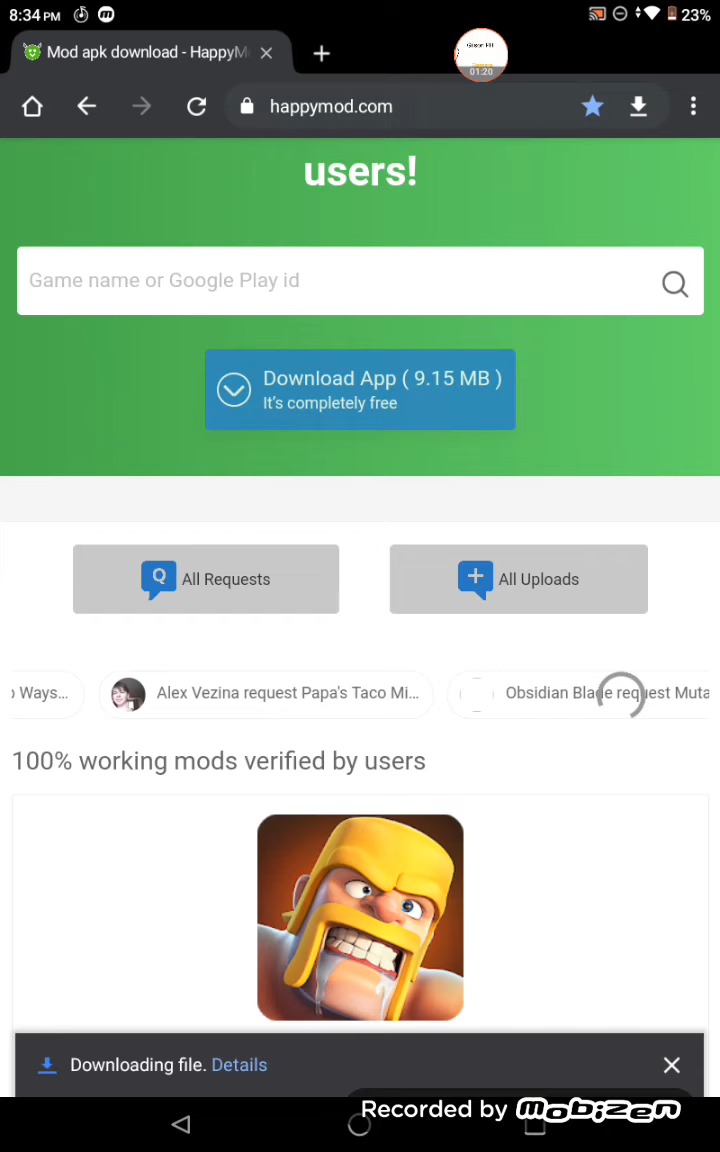 8:34 PM
23%
Mod apk download - HappyM
01:20
happymod.com
users!
Game name or Google Play id
Download App ( 9.15 MB )
It's completely free
Q
All Requests
All Uploads
Ways...
Alex Vezina request Papa's Taco Mi...
Obsidian Blade request Muta
100% working mods verified by users
Downloading file. Details
Recorded by mobizen